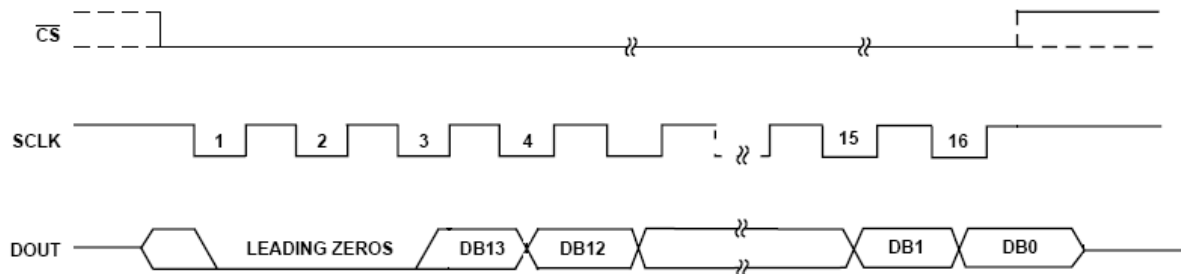 CS
SCLK 1 2 3 4 15 16
DOUT LEADING ZEROS DB13 DB12 DB1 DB0